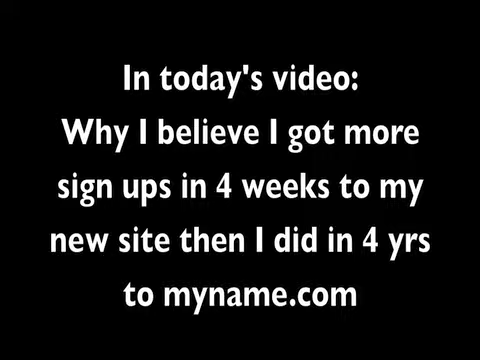 In today's video:
Why I believe I got more
sign ups in 4 weeks to my
new site then I did in 4 yrs
to myname.com